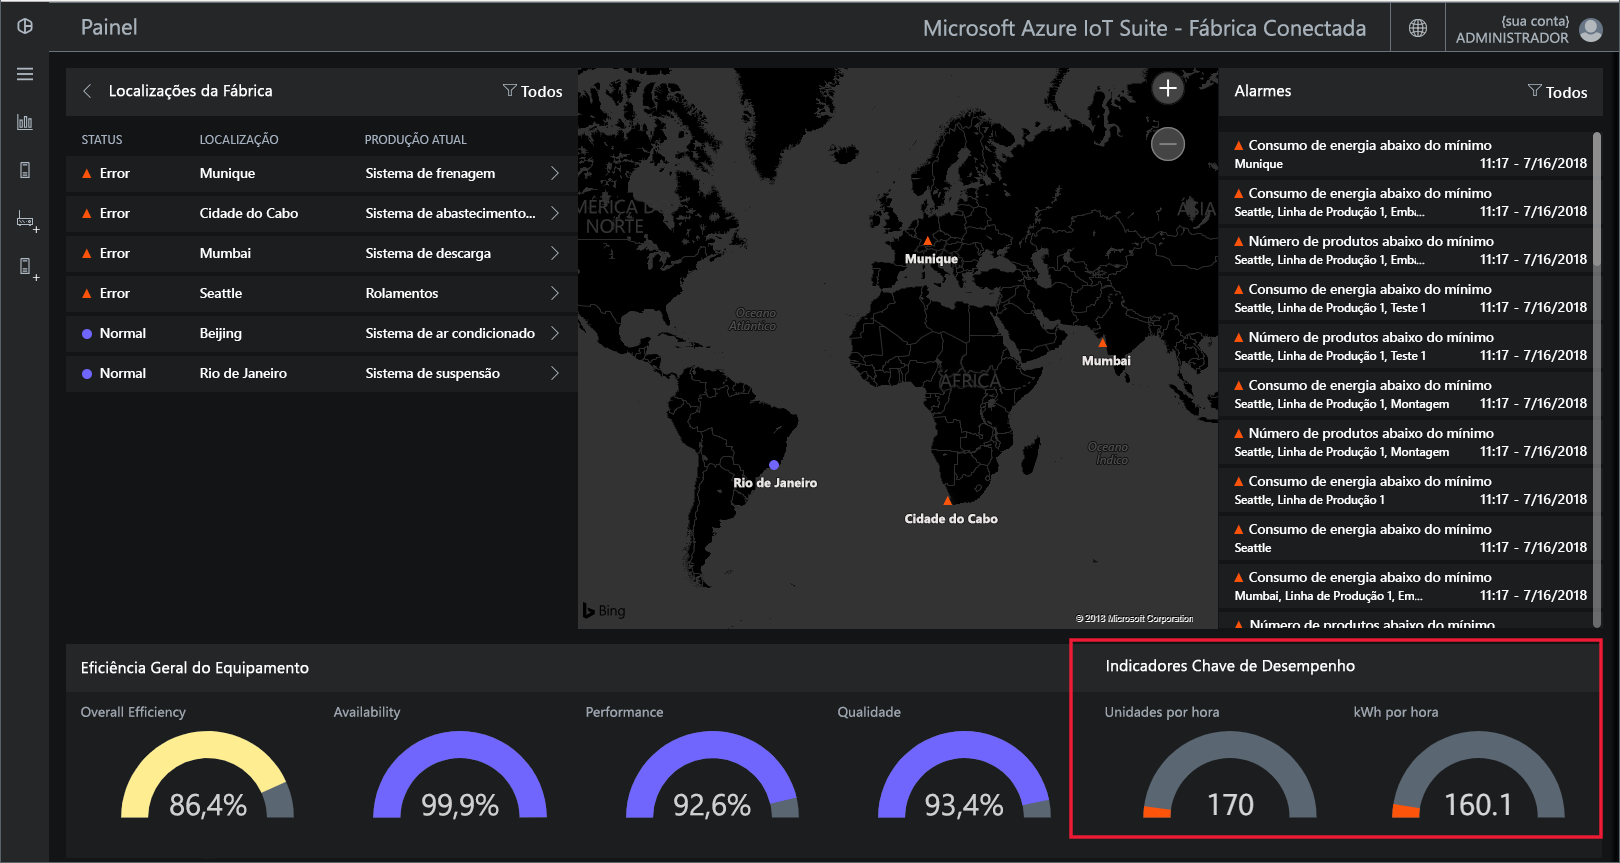 Painel
Microsoft Azure IoT Suite - Fábrica Conectada
{sua conta}
ADMINISTRADOR
Localizações da Fábrica
Todos
STATUS LOCALIZAÇÃO PRODUÇÃO ATUAL
Error Munique Sistema de frenagem
Error Cidade do Cabo Sistema de abastecimento...
Error Mumbai Sistema de descarga
Error Seattle Rolamentos
Normal Beijing Sistema de ar condicionado
Normal Rio de Janeiro Sistema de suspensão
MÉRICA D
NORTE
ÁSIA
Munique
Oceano
Atlântico
Mumbai
ÁFRICA
Oceano
Índico
Rio de Janeiro
Cidade do Cabo
Bing
© 2018 Microsoft Corporation
Alarmes
Todos
Consumo de energia abaixo do mínimo
Munique 11:17 - 7/16/2018
Consumo de energia abaixo do mínimo
Seattle, Linha de Produção 1, Emb... 11:17 - 7/16/2018
Número de produtos abaixo do mínimo
Seattle, Linha de Produção 1, Emb... 11:17 - 7/16/2018
Consumo de energia abaixo do mínimo
Seattle, Linha de Produção 1, Teste 1 11:17 - 7/16/2018
Número de produtos abaixo do mínimo
Seattle, Linha de Produção 1, Teste 1 11:17 - 7/16/2018
Consumo de energia abaixo do mínimo
Seattle, Linha de Produção 1, Montagem 11:17 - 7/16/2018
Número de produtos abaixo do mínimo
Seattle, Linha de Produção 1, Montagem 11:17 - 7/16/2018
Consumo de energia abaixo do mínimo
Seattle, Linha de Produção 1 11:17 - 7/16/2018
Consumo de energia abaixo do mínimo
Seattle 11:17 - 7/16/2018
Consumo de energia abaixo do mínimo
Mumbai, Linha de Produção 1, Em... 11:17 - 7/16/2018
Número de produtos abaixo do mínimo
Eficiência Geral do Equipamento
Overall Efficiency Availability Performance Qualidade
86,4% 99,9% 92,6% 93,4%
Indicadores Chave de Desempenho
Unidades por hora kWh por hora
170 160.1